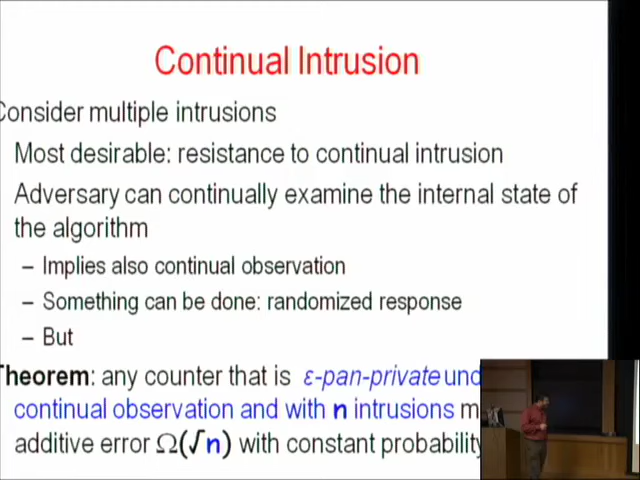 Continual Intrusion
Consider multiple intrusions
Most desirable: resistance to continual intrusion
Adversary can continually examine the internal state of
the algorithm
– Implies also continual observation
– Something can be done: randomized response
– But
Theorem: any counter that is ε-pan-private und
continual observation and with n intrusions m
additive error Ω(√n) with constant probability